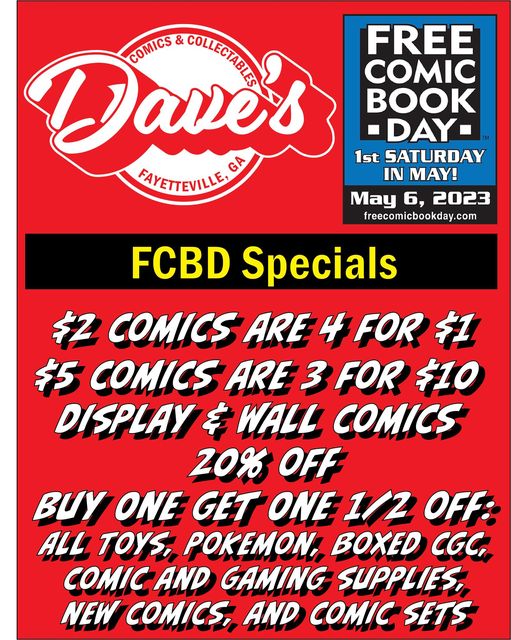 COMICS & COLLECTABLES
Dave's
FAYETTEVILLE, GA
FREE
COMIC
BOOK
DAY
TM
1st SATURDAY
IN MAY!
May 6, 2023
freecomicbookday.com
FCBD Specials
$2 COMICS ARE 4 FOR $1
$5 COMICS ARE 3 FOR $10
DISPLAY & WALL COMICS
20% OFF
BUY ONE GET ONE 1/2 OFF:
ALL TOYS, POKEMON, BOXED CGC,
COMIC AND GAMING SUPPLIES,
NEW COMICS, AND COMIC SETS